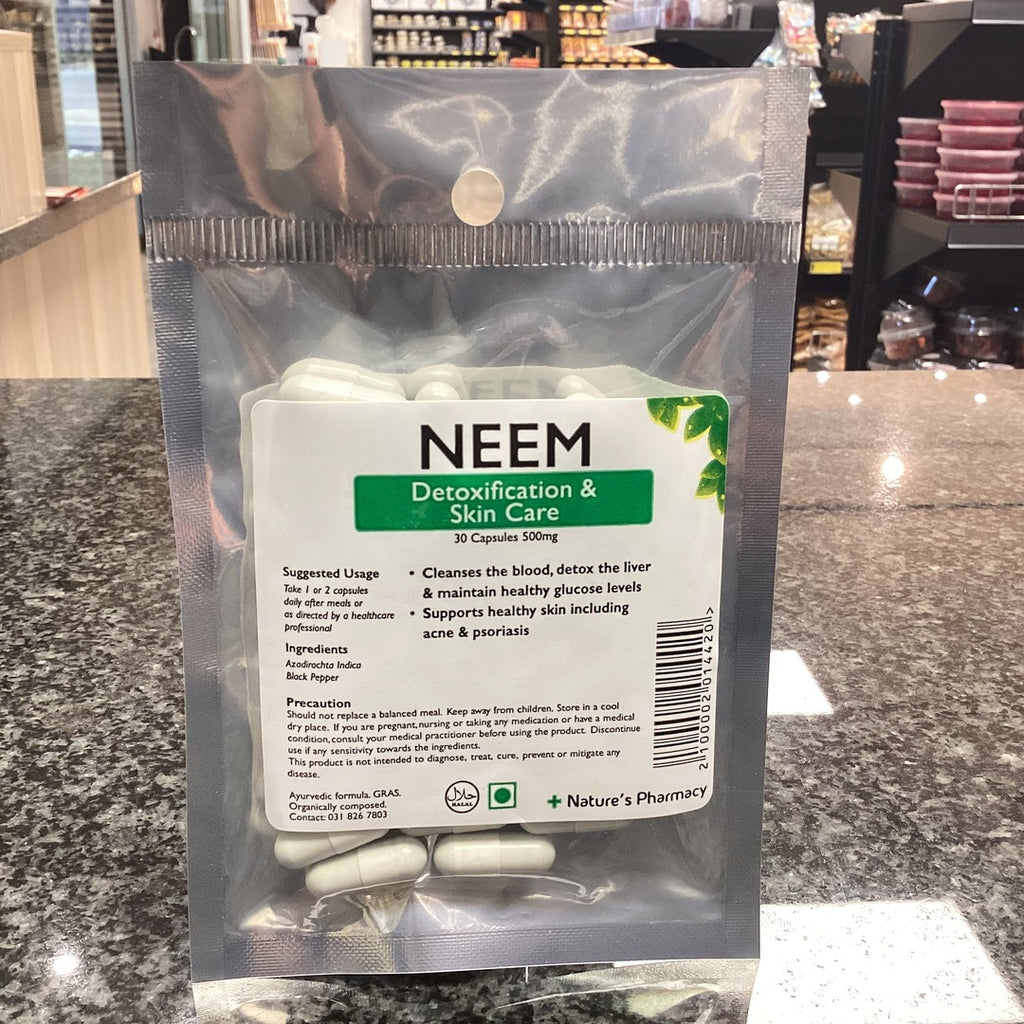 NEEM
Detoxification &
Skin Care
30 Capsules 500mg
Suggested Usage
Take 1 or 2 capsules
daily after meals or
as directed by a healthcare
professional
Ingredients
Azadirachta Indica
Black Pepper
• Cleanses the blood, detox the liver
& maintain healthy glucose levels
• Supports healthy skin including
acne & psoriasis
Precaution
Should not replace a balanced meal. Keep away from children. Store in a cool
dry place. If you are pregnant,nursing or taking any medication or have a medical
condition,consult your medical practitioner before using the product. Discontinue
use if any sensitivity towards the ingredients.
This product is not intended to diagnose, treat, cure, prevent or mitigate any
disease.
Ayurvedic formula. GRAS.
Organically composed.
Contact: 031 826 7803
حلال
HALAL
Nature's Pharmacy
2 100002 014420 >